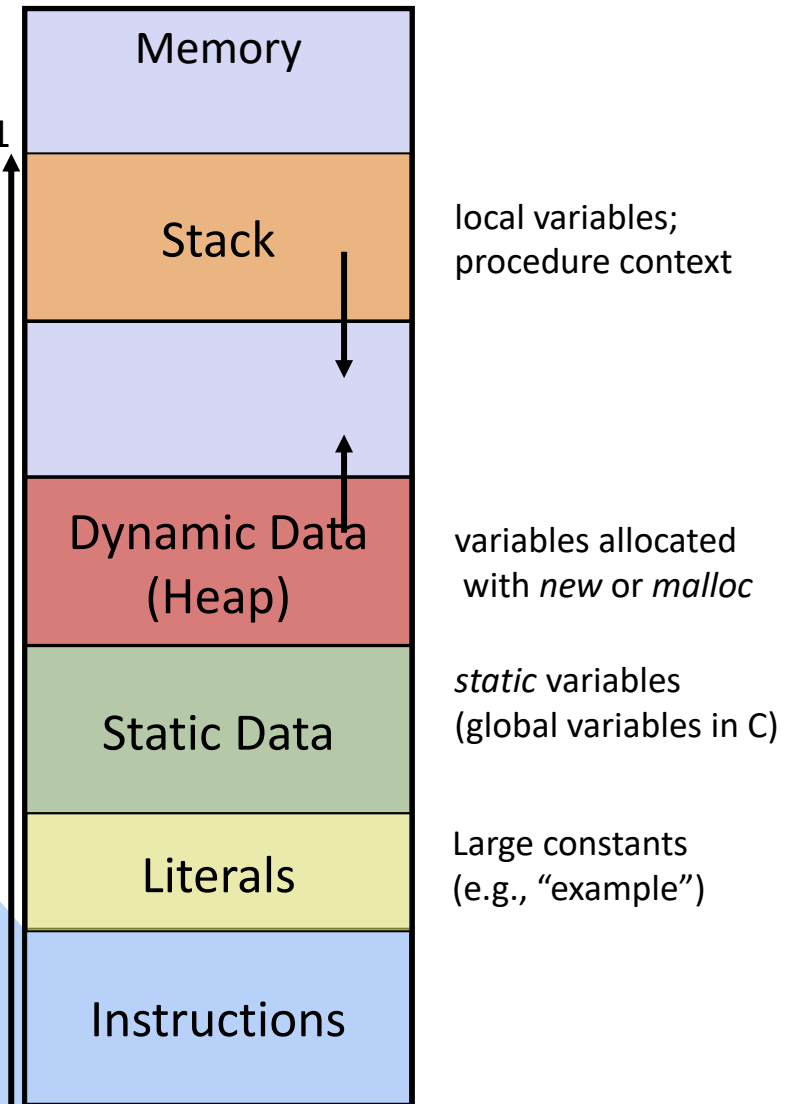 Memory
1
Stack
local variables;
procedure context
Dynamic Data
(Heap)
variables allocated
with new or malloc
Static Data
static variables
(global variables in C)
Literals
Large constants
(e.g., “example”)
Instructions